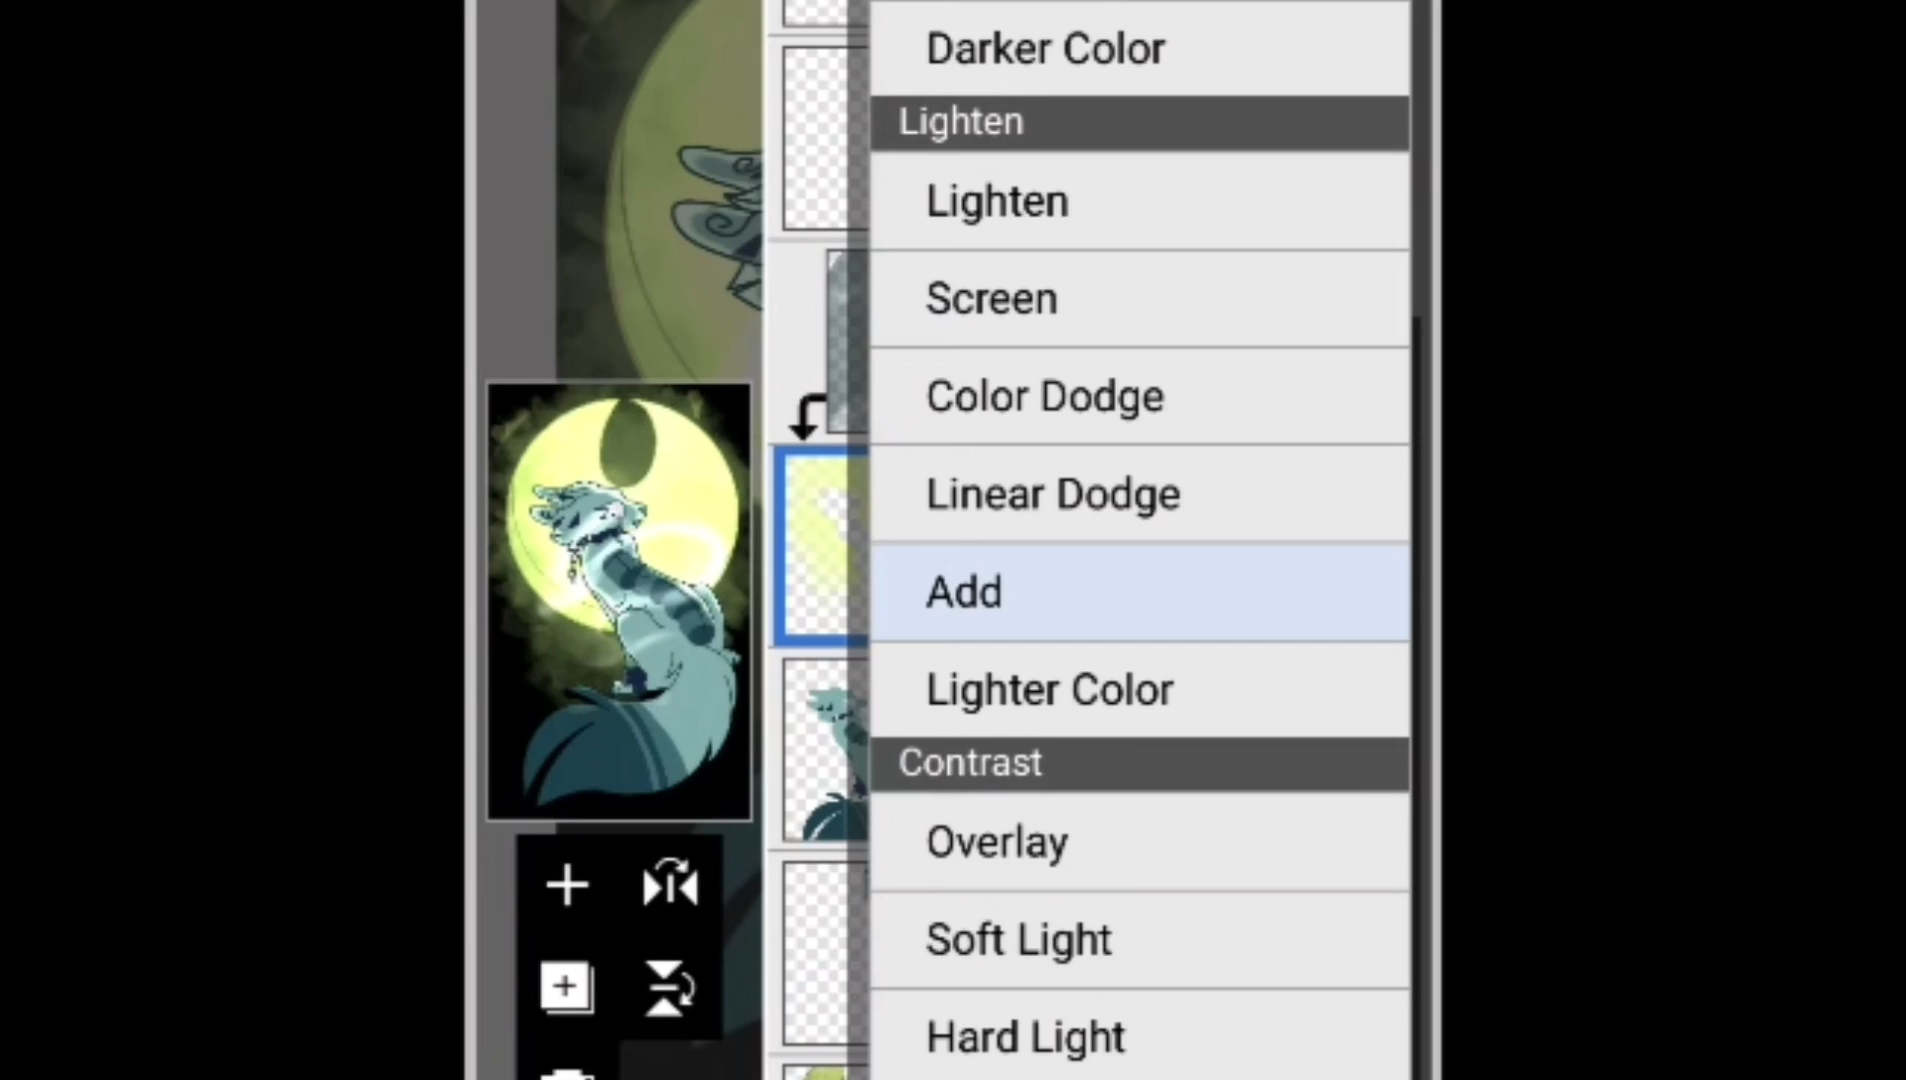 Darker Color
Lighten
Lighten
Screen
Color Dodge
Linear Dodge
Add
Lighter Color
Contrast
Overlay
Soft Light
Hard Light